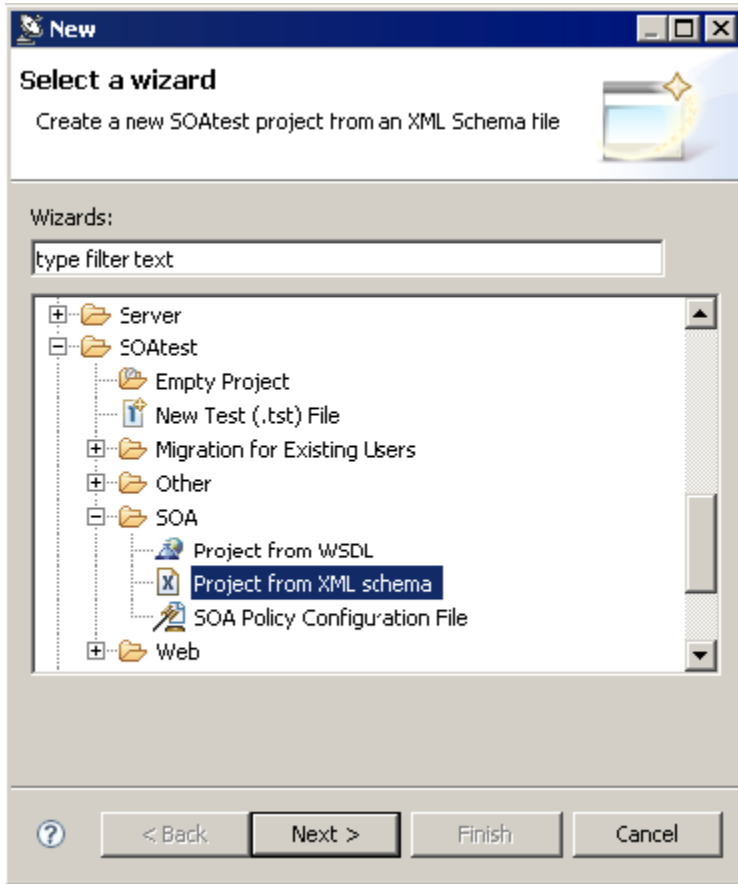 New
Select a wizard
Create a new SOAtest project from an XML Schema file
Wizards:
type filter text
Server
SOAtest
Empty Project
New Test (.tst) File
Migration for Existing Users
Other
SOA
Project from WSDL
Project from XML schema
SOA Policy Configuration File
Web
? < Back Next > Finish Cancel